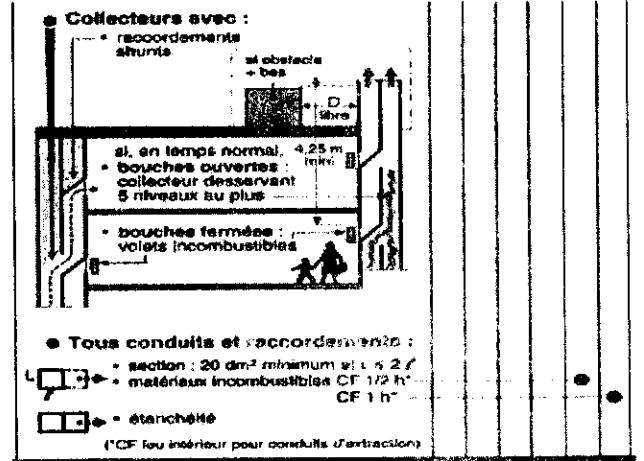 ● Collecteurs avec :
• raccordements
shunts
si obstacle
+ bas
D
libre
si, en temps normal,
4,25 m
mini
• bouches ouvertes :
collecteur desservant
5 niveaux au plus
• bouches fermées :
volets incombustibles
● Tous conduits et raccordements :
• section : 20 dm² minimum si L ≤ 2 ℓ
L
• matériaux incombustibles CF 1/2 h*
CF 1 h*
• étanchéité
(*CF feu intérieur pour conduits d'extraction)